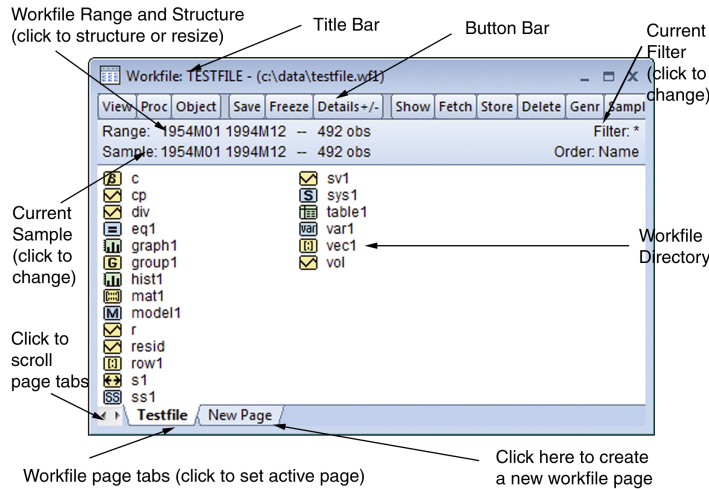 Workfile Range and Structure
(click to structure or resize)
Title Bar
Button Bar
Current
Filter
(click to
change)
Workfile: TESTFILE - (c:\data\testfile.wf1)
View Proc Object Save Freeze Details+/- Show Fetch Store Delete Genr Sampl
Range: 1954M01 1994M12 -- 492 obs
Filter: *
Sample: 1954M01 1994M12 -- 492 obs
Order: Name
β c
cp
div
= eq1
graph1
G group1
hist1
mat1
M model1
r
resid
row1
s1
SS ss1
sv1
S sys1
table1
var var1
vec1
vol
Current
Sample
(click to
change)
Workfile
Directory
Click to
scroll
page tabs
Testfile New Page
Workfile page tabs (click to set active page)
Click here to create
a new workfile page